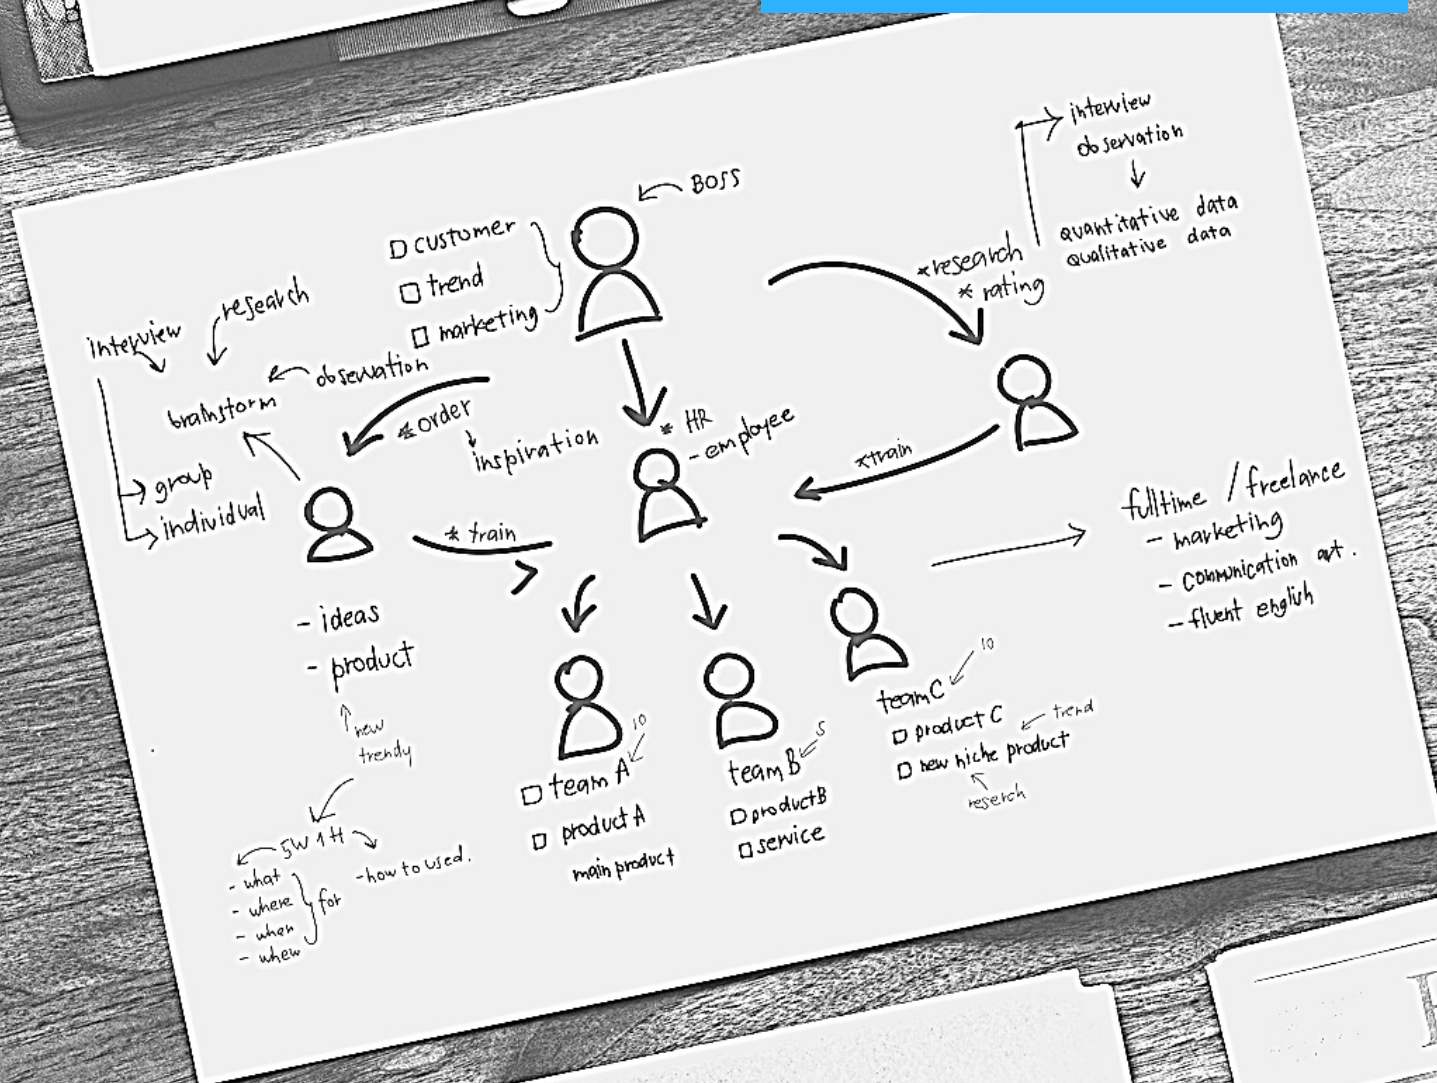 BOSS
customer
trend
marketing
interview
observation
quantitative data
qualitative data
*research
* rating
research
interview
observation
brainstorm
group
individual
*order
inspiration
* HR
- employee
*train
* train
fulltime / freelance
- marketing
- communication art.
- fluent english
- ideas
- product
new
trendy
5W1H
- what
- where
- when
- whew
for
- how to used.
10
team A
product A
main product
5
team B
product B
service
10
team C
product C
trend
new niche product
reserch